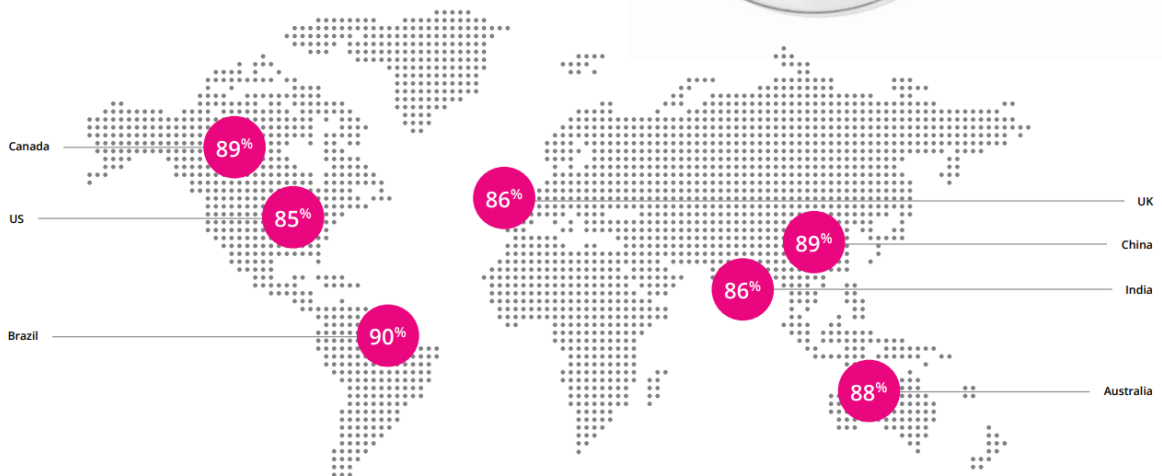 Canada
89%
US
85%
Brazil
90%
86%
UK
89%
China
86%
India
88%
Australia